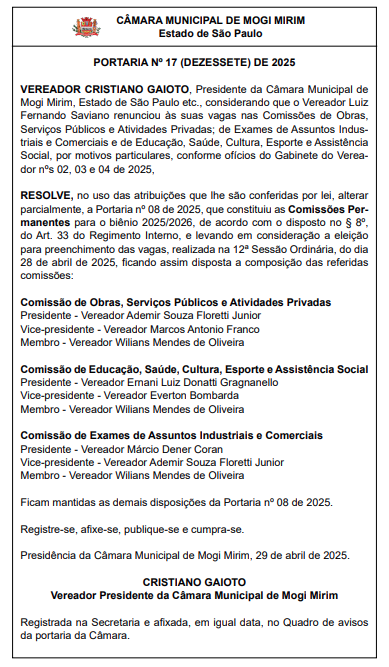 CÂMARA MUNICIPAL DE MOGI MIRIM
Estado de São Paulo
PORTARIA Nº 17 (DEZESSETE) DE 2025
VEREADOR CRISTIANO GAIOTO, Presidente da Câmara Municipal de
Mogi Mirim, Estado de São Paulo etc., considerando que o Vereador Luiz
Fernando Saviano renunciou às suas vagas nas Comissões de Obras,
Serviços Públicos e Atividades Privadas; de Exames de Assuntos Indus-
triais e Comerciais e de Educação, Saúde, Cultura, Esporte e Assistência
Social, por motivos particulares, conforme ofícios do Gabinete do Verea-
dor nºs 02, 03 e 04 de 2025,
RESOLVE, no uso das atribuições que lhe são conferidas por lei, alterar
parcialmente, a Portaria nº 08 de 2025, que constituiu as Comissões Per-
manentes para o biênio 2025/2026, de acordo com o disposto no § 8º,
do Art. 33 do Regimento Interno, e levando em consideração a eleição
para preenchimento das vagas, realizada na 12ª Sessão Ordinária, do dia
28 de abril de 2025, ficando assim disposta a composição das referidas
comissões:
Comissão de Obras, Serviços Públicos e Atividades Privadas
Presidente - Vereador Ademir Souza Floretti Junior
Vice-presidente - Vereador Marcos Antonio Franco
Membro - Vereador Wilians Mendes de Oliveira
Comissão de Educação, Saúde, Cultura, Esporte e Assistência Social
Presidente - Vereador Ernani Luiz Donatti Gragnanello
Vice-presidente - Vereador Everton Bombarda
Membro - Vereador Wilians Mendes de Oliveira
Comissão de Exames de Assuntos Industriais e Comerciais
Presidente - Vereador Márcio Dener Coran
Vice-presidente - Vereador Ademir Souza Floretti Junior
Membro - Vereador Wilians Mendes de Oliveira
Ficam mantidas as demais disposições da Portaria nº 08 de 2025.
Registre-se, afixe-se, publique-se e cumpra-se.
Presidência da Câmara Municipal de Mogi Mirim, 29 de abril de 2025.
CRISTIANO GAIOTO
Vereador Presidente da Câmara Municipal de Mogi Mirim
Registrada na Secretaria e afixada, em igual data, no Quadro de avisos
da portaria da Câmara.